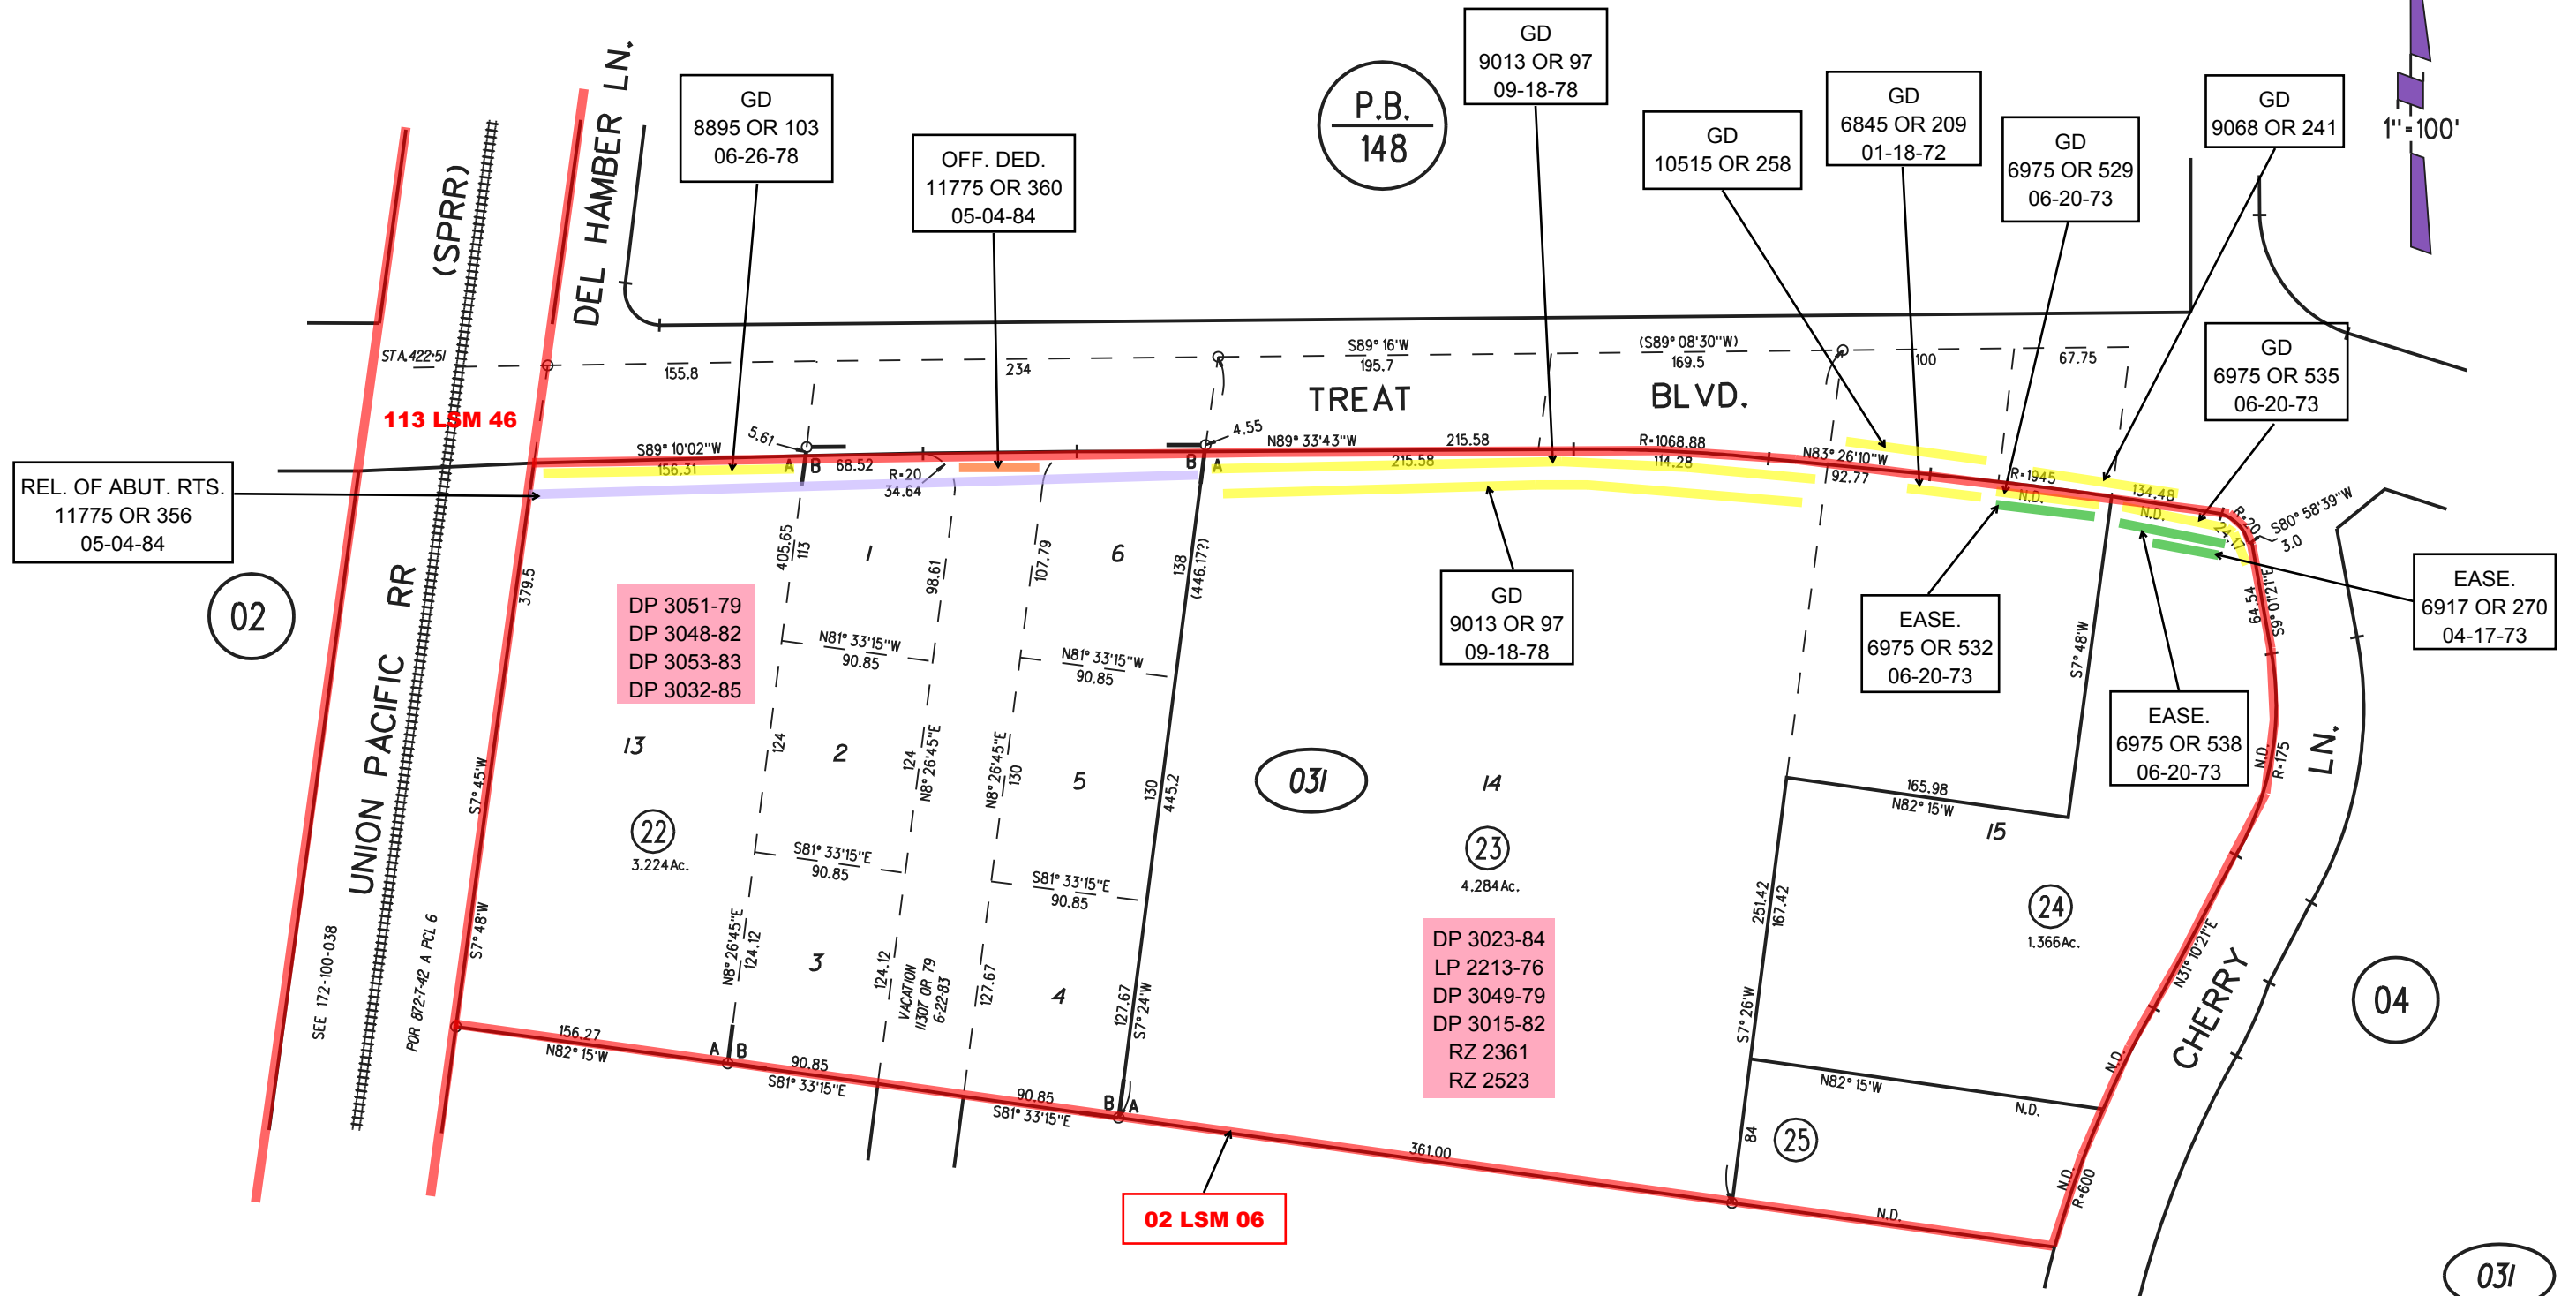 GD
8895 OR 103
06-26-78
OFF. DED.
11775 OR 360
05-04-84
P.B.
148
GD
9013 OR 97
09-18-78
GD
10515 OR 258
GD
6845 OR 209
01-18-72
GD
6975 OR 529
06-20-73
GD
9068 OR 241
1"=100'
GD
6975 OR 535
06-20-73
(SPRR)
DEL HAMBER LN.
STA.422+51
155.8
234
S89°16'W
195.7
(S89°08'30"W)
169.5
100
67.75
TREAT BLVD.
113 LSM 46
5.61
4.55
S89°10'02"W
156.31
A B
68.52
R=20
34.64
B A
N89°33'43"W
215.58
215.58
R=1068.88
114.28
N83°26'10"W
92.77
R=1945
N.D.
134.48
N.D.
R=20
24.17
S80°58'39"W
3.0
REL. OF ABUT. RTS.
11775 OR 356
05-04-84
02
379.5
405.65
113
1
98.61
107.79
6
138
(446.17?)
GD
9013 OR 97
09-18-78
EASE.
6975 OR 532
06-20-73
EASE.
6917 OR 270
04-17-73
EASE.
6975 OR 538
06-20-73
64.54
S9°01'21"E
DP 3051-79
DP 3048-82
DP 3053-83
DP 3032-85
N81°33'15"W
90.85
N81°33'15"W
90.85
S7°48'W
UNION PACIFIC RR
13
124
2
124
N8°26'45"E
N8°26'45"E
130
5
130
445.2
031
14
N.D.
R=175
LN.
S7°45'W
165.98
N82°15'W
15
22
3.224Ac.
S81°33'15"E
90.85
S81°33'15"E
90.85
23
4.284Ac.
251.42
167.42
24
1.366Ac.
SEE 172-100-038
POR 872-7-42 A PCL 6
S7°48'W
N8°26'45"E
124.12
3
124.12
VACATION
11307 OR 79
6-22-83
127.67
4
127.67
S7°24'W
DP 3023-84
LP 2213-76
DP 3049-79
DP 3015-82
RZ 2361
RZ 2523
S7°26'W
N31°10'21"E
CHERRY
04
156.27
N82°15'W
A B
90.85
S81°33'15"E
90.85
S81°33'15"E
B A
N82°15'W
N.D.
N.D.
361.00
84
25
N.D.
R=600
02 LSM 06
N.D.
031